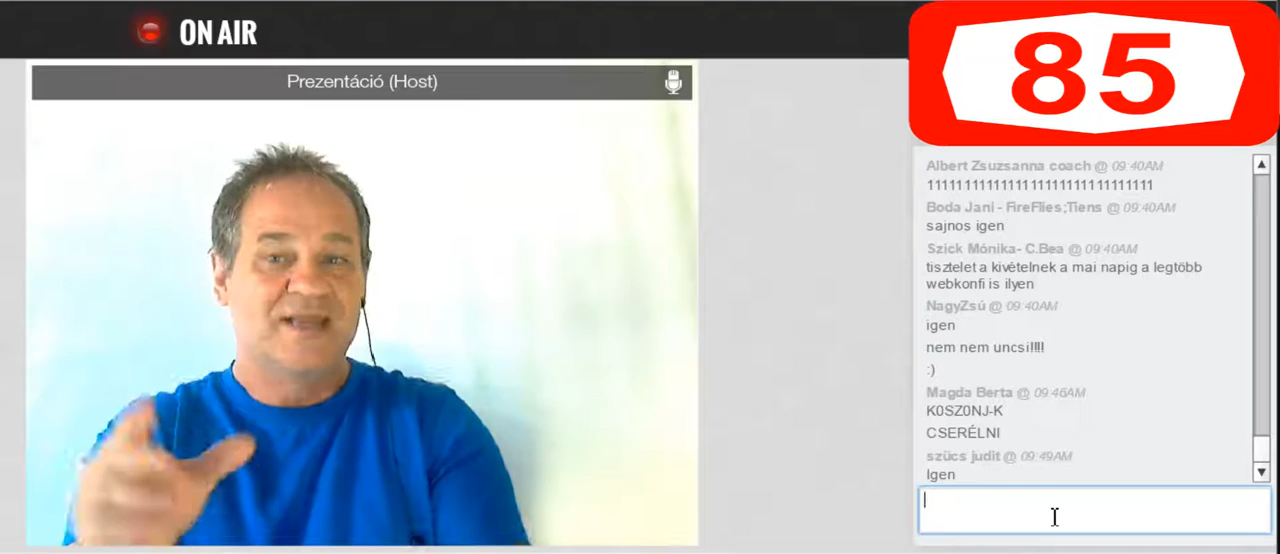 ON AIR
85
Prezentáció (Host)
Albert Zsuzsanna coach @ 09:40AM
1111111111111111111111111111111
Boda Jani - FireFlies;Tiens @ 09:40AM
sajnos igen
Szick Mónika- C.Bea @ 09:40AM
tisztelet a kivételnek a mai napig a legtöbb
webkonfi is ilyen
NagyZsú @ 09:40AM
igen
nem nem uncsi!!!!
:)
Magda Berta @ 09:46AM
K0SZ0NJ-K
CSERÉLNI
szücs judit @ 09:49AM
Igen